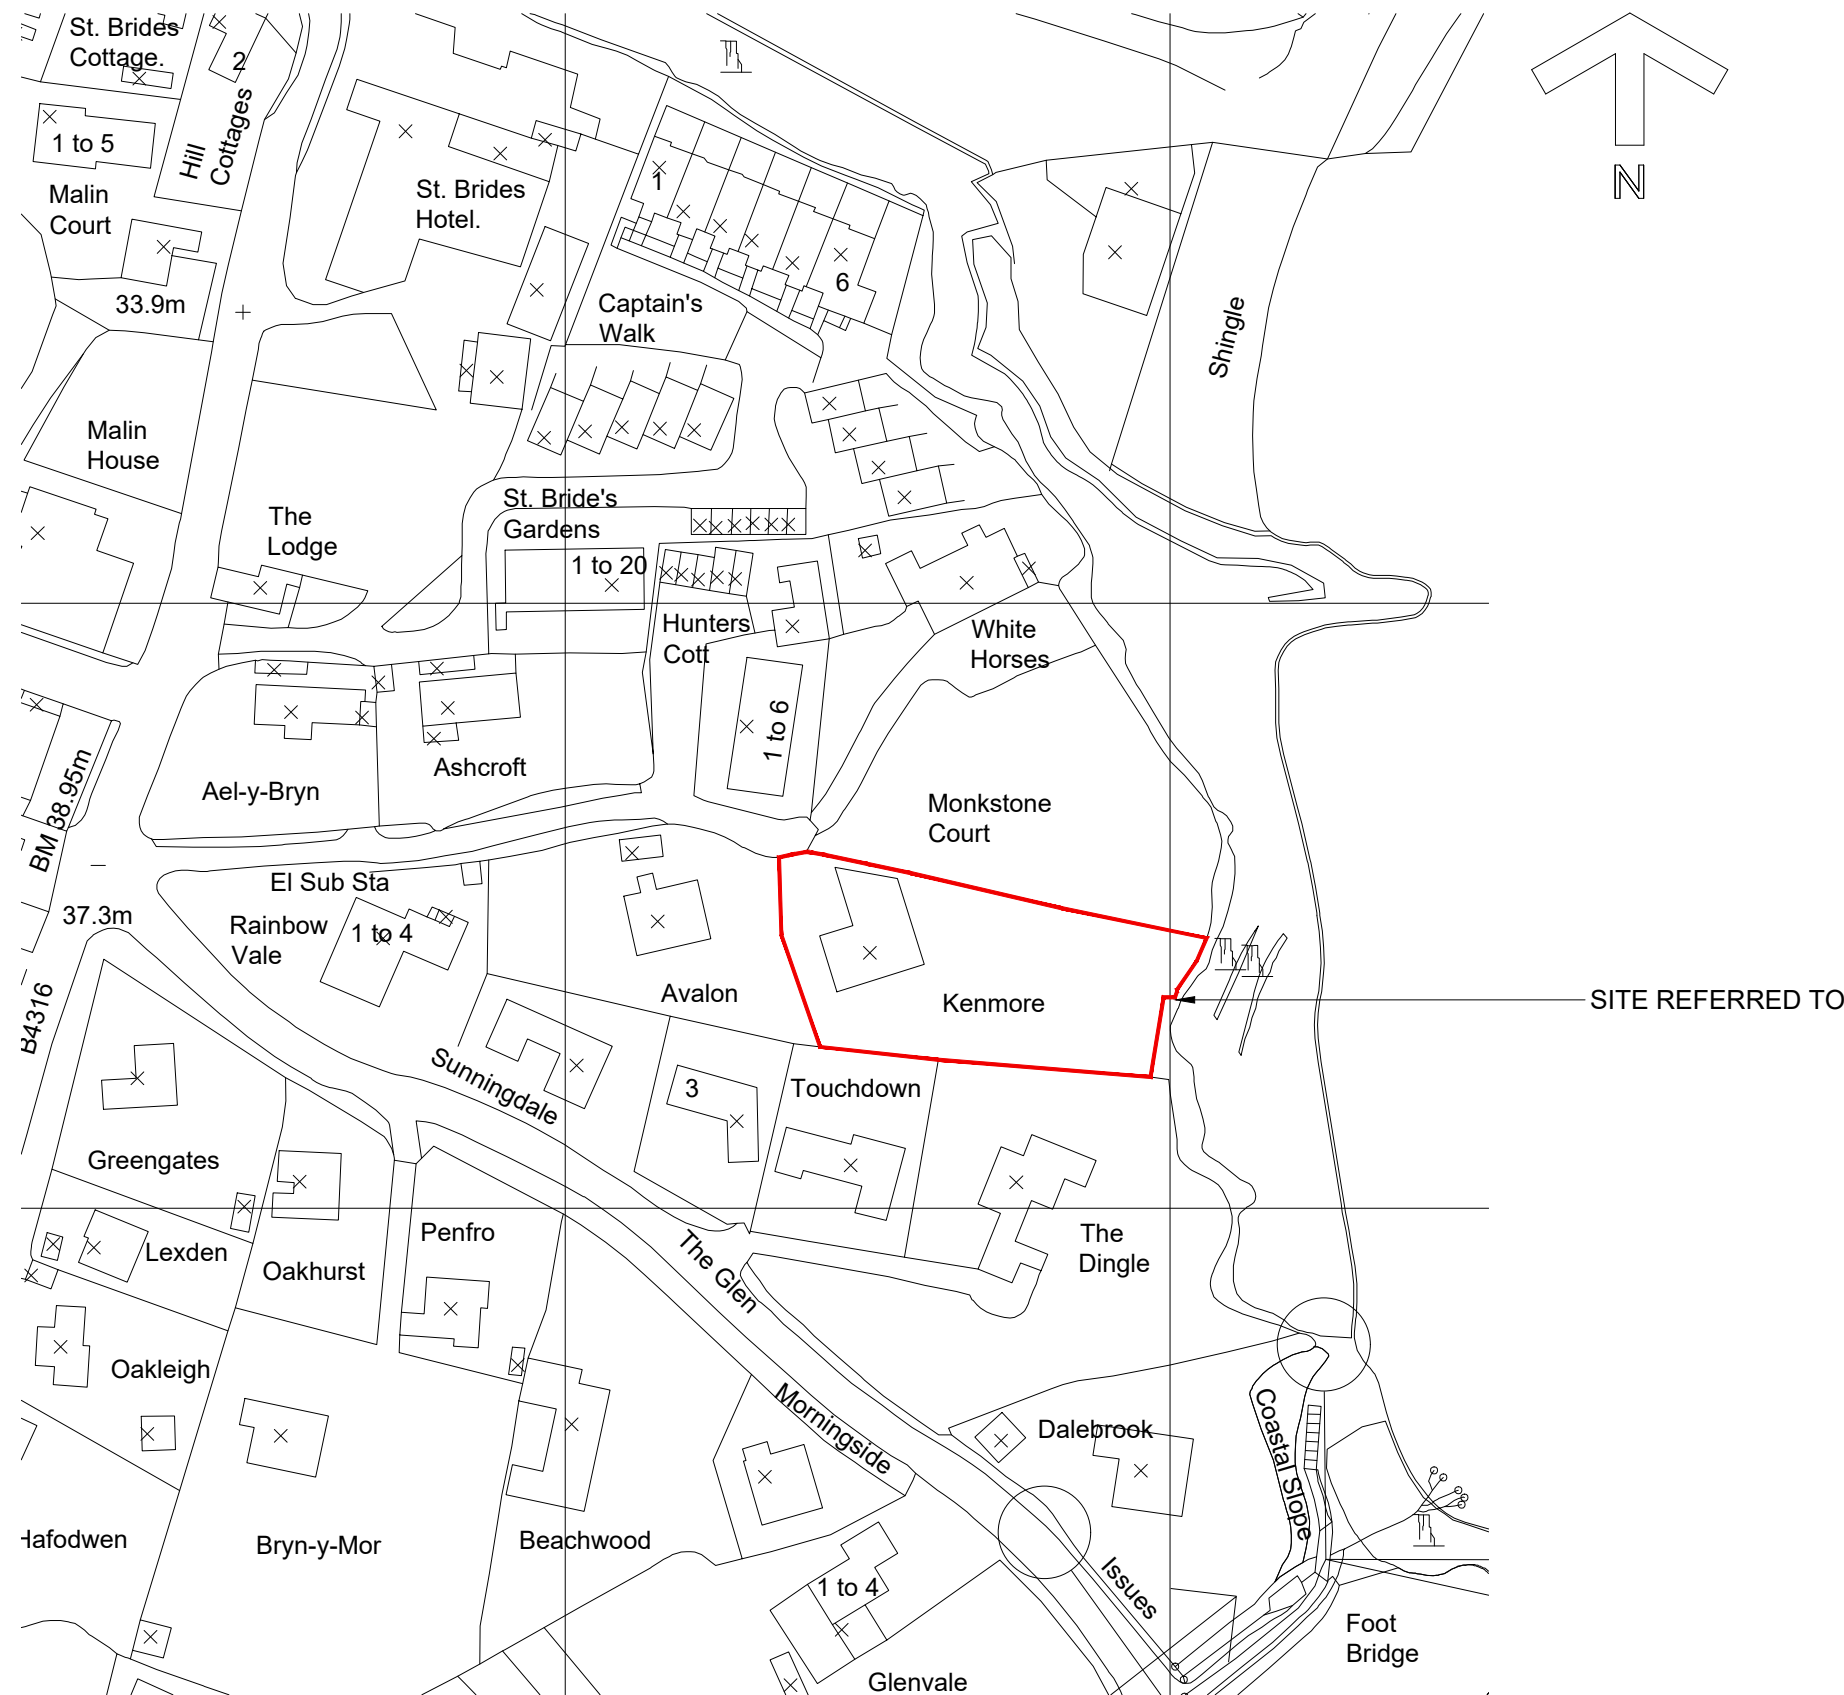 St. Brides
Cottage.
2
Hill
Cottages
1 to 5
Malin
Court
33.9m
St. Brides
Hotel.
1
6
Captain's
Walk
N
Shingle
Malin
House
The
Lodge
St. Bride's
Gardens
1 to 20
Hunters
Cott
White
Horses
1 to 6
Ael-y-Bryn
Ashcroft
BM 38.95m
Monkstone
Court
El Sub Sta
37.3m
Rainbow
Vale
1 to 4
Avalon
Kenmore
SITE REFERRED TO
B4316
Sunningdale
3
Touchdown
Greengates
Penfro
Lexden
Oakhurst
The Glen
The
Dingle
Oakleigh
Morningside
Dalebrook
Coastal Slope
Hafodwen
Bryn-y-Mor
Beachwood
1 to 4
Issues
Foot
Bridge
Glenvale